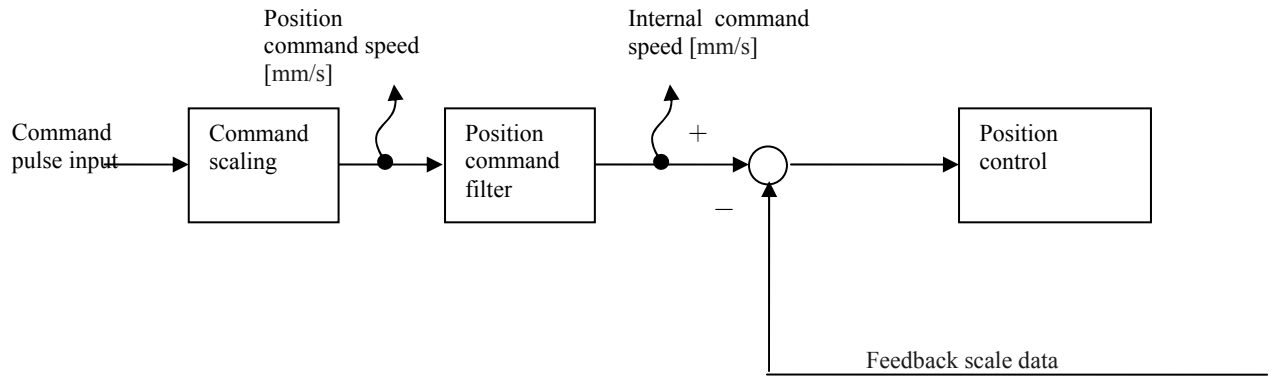 Position
command speed
[mm/s]
Internal command
speed [mm/s]
Command
pulse input
Command
scaling
Position
command
filter
+
−
Position
control
Feedback scale data